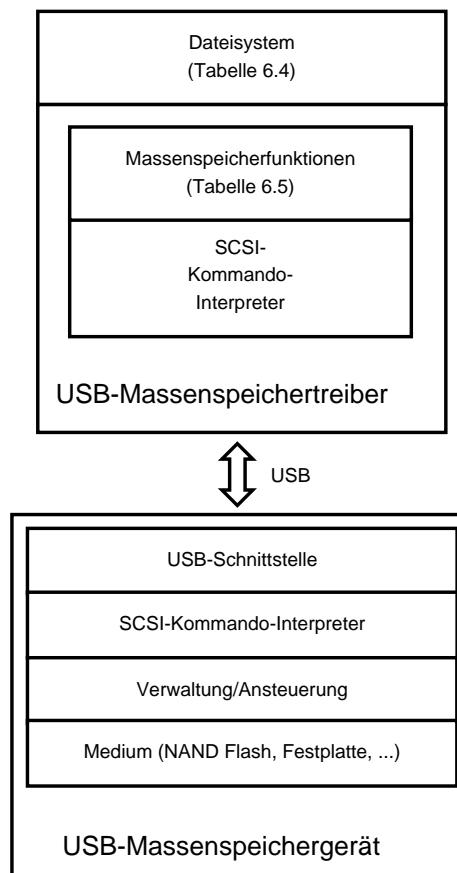 Dateisystem
(Tabelle 6.4)
Massenspeicherfunktionen
(Tabelle 6.5)
SCSI-
Kommando-
Interpreter
USB-Massenspeichertreiber
USB
USB-Schnittstelle
SCSI-Kommando-Interpreter
Verwaltung/Ansteuerung
Medium (NAND Flash, Festplatte, ...)
USB-Massenspeichergerät